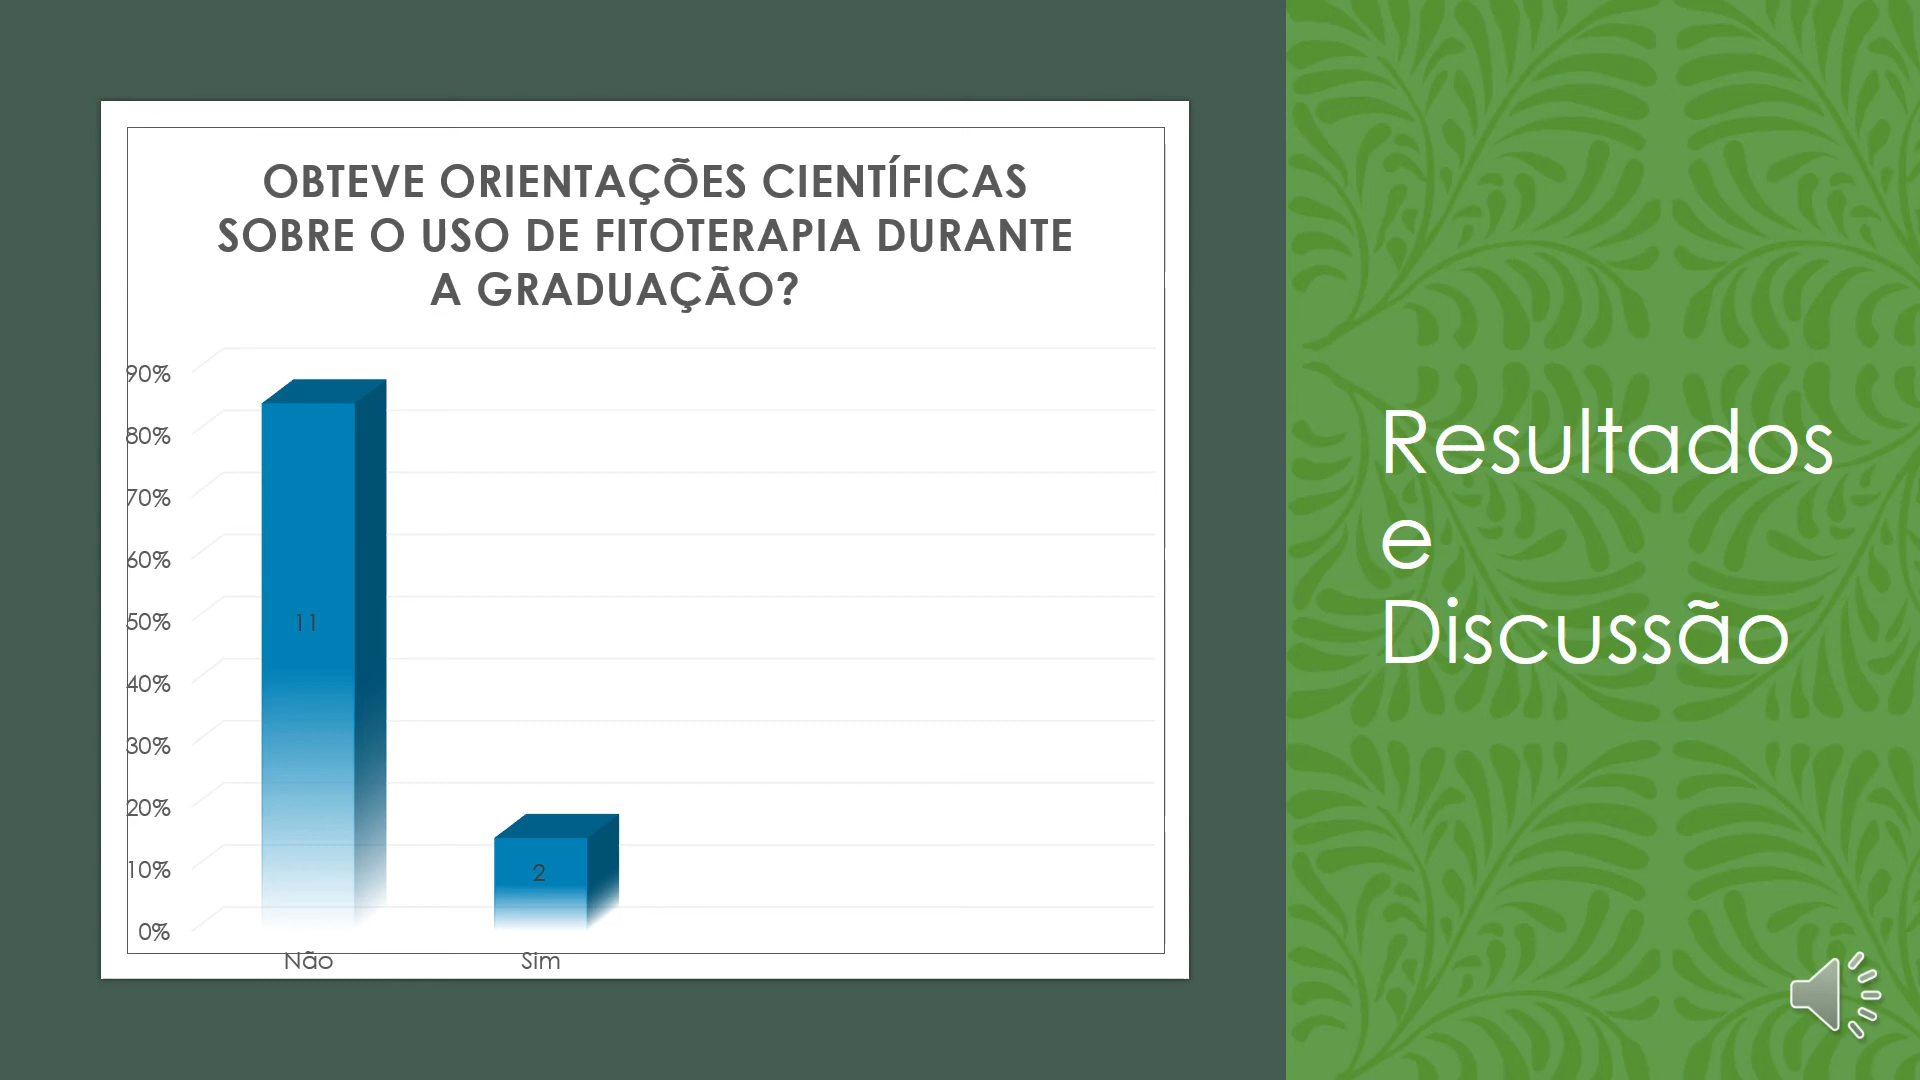 OBTEVE ORIENTAÇÕES CIENTÍFICAS
SOBRE O USO DE FITOTERAPIA DURANTE
A GRADUAÇÃO?
90%
80%
70%
60%
50%
40%
30%
20%
10%
0%
11
2
Não
Sim
Resultados
e
Discussão